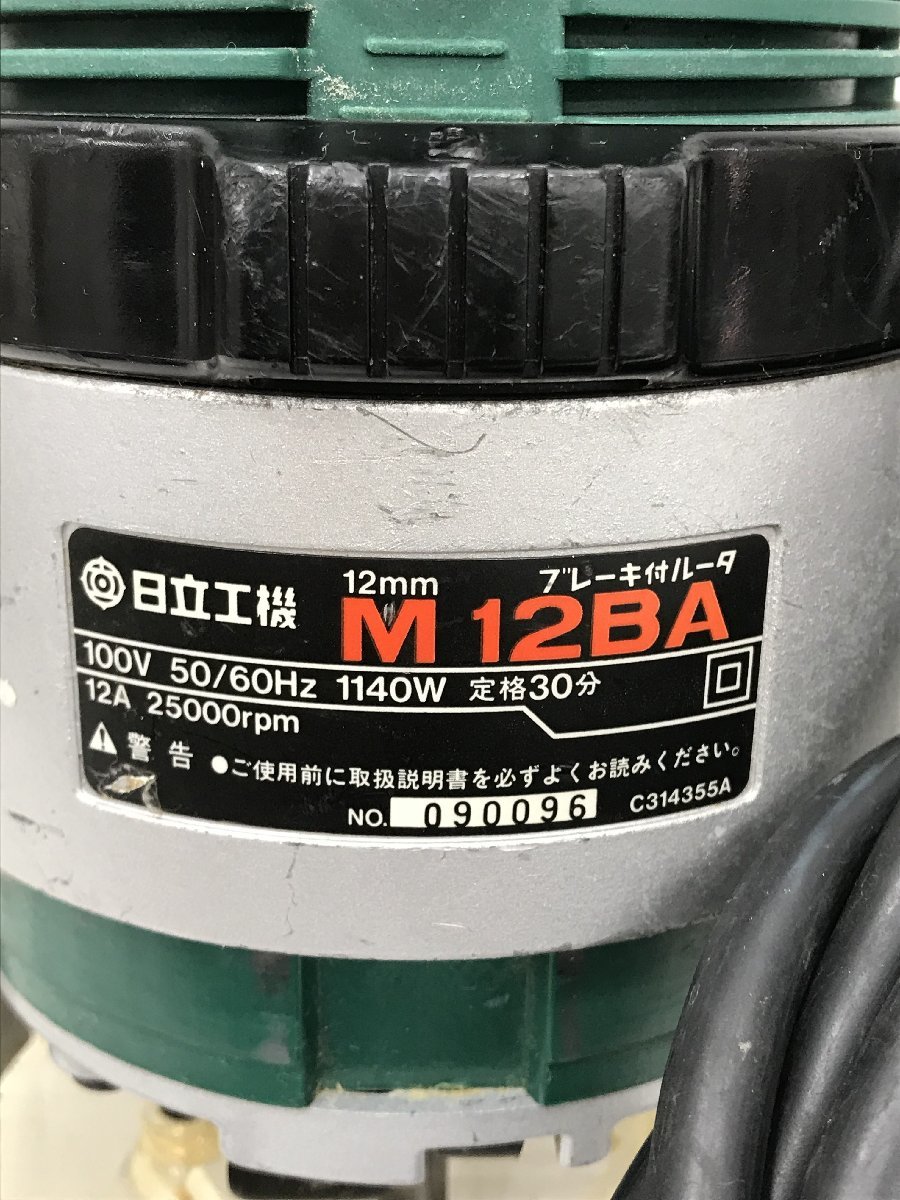 日立工機 12mm ブレーキ付ルータ
M 12BA
100V 50/60Hz 1140W 定格30分
12A 25000rpm
警告 ●ご使用前に取扱説明書を必ずよくお読みください。
NO. 090096 C314355A